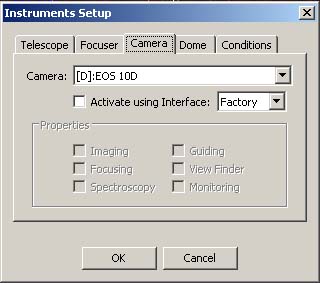 Instruments Setup
Telescope Focuser Camera Dome Conditions
Camera: [D]:EOS 10D
Activate using Interface: Factory
Properties
Imaging Guiding
Focusing View Finder
Spectroscopy Monitoring
OK Cancel